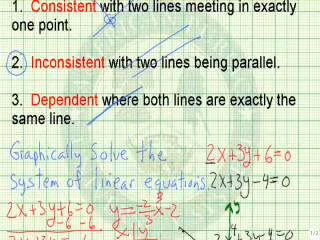 1. Consistent with two lines meeting in exactly
one point.
2. Inconsistent with two lines being parallel.
3. Dependent where both lines are exactly the
same line.
Graphically solve the
system of linear equations.
2x+3y+6=0
2x+3y-4=0
2x+3y+6=0
-6 -6
y=-2/3x-2
x|y
y
1/2